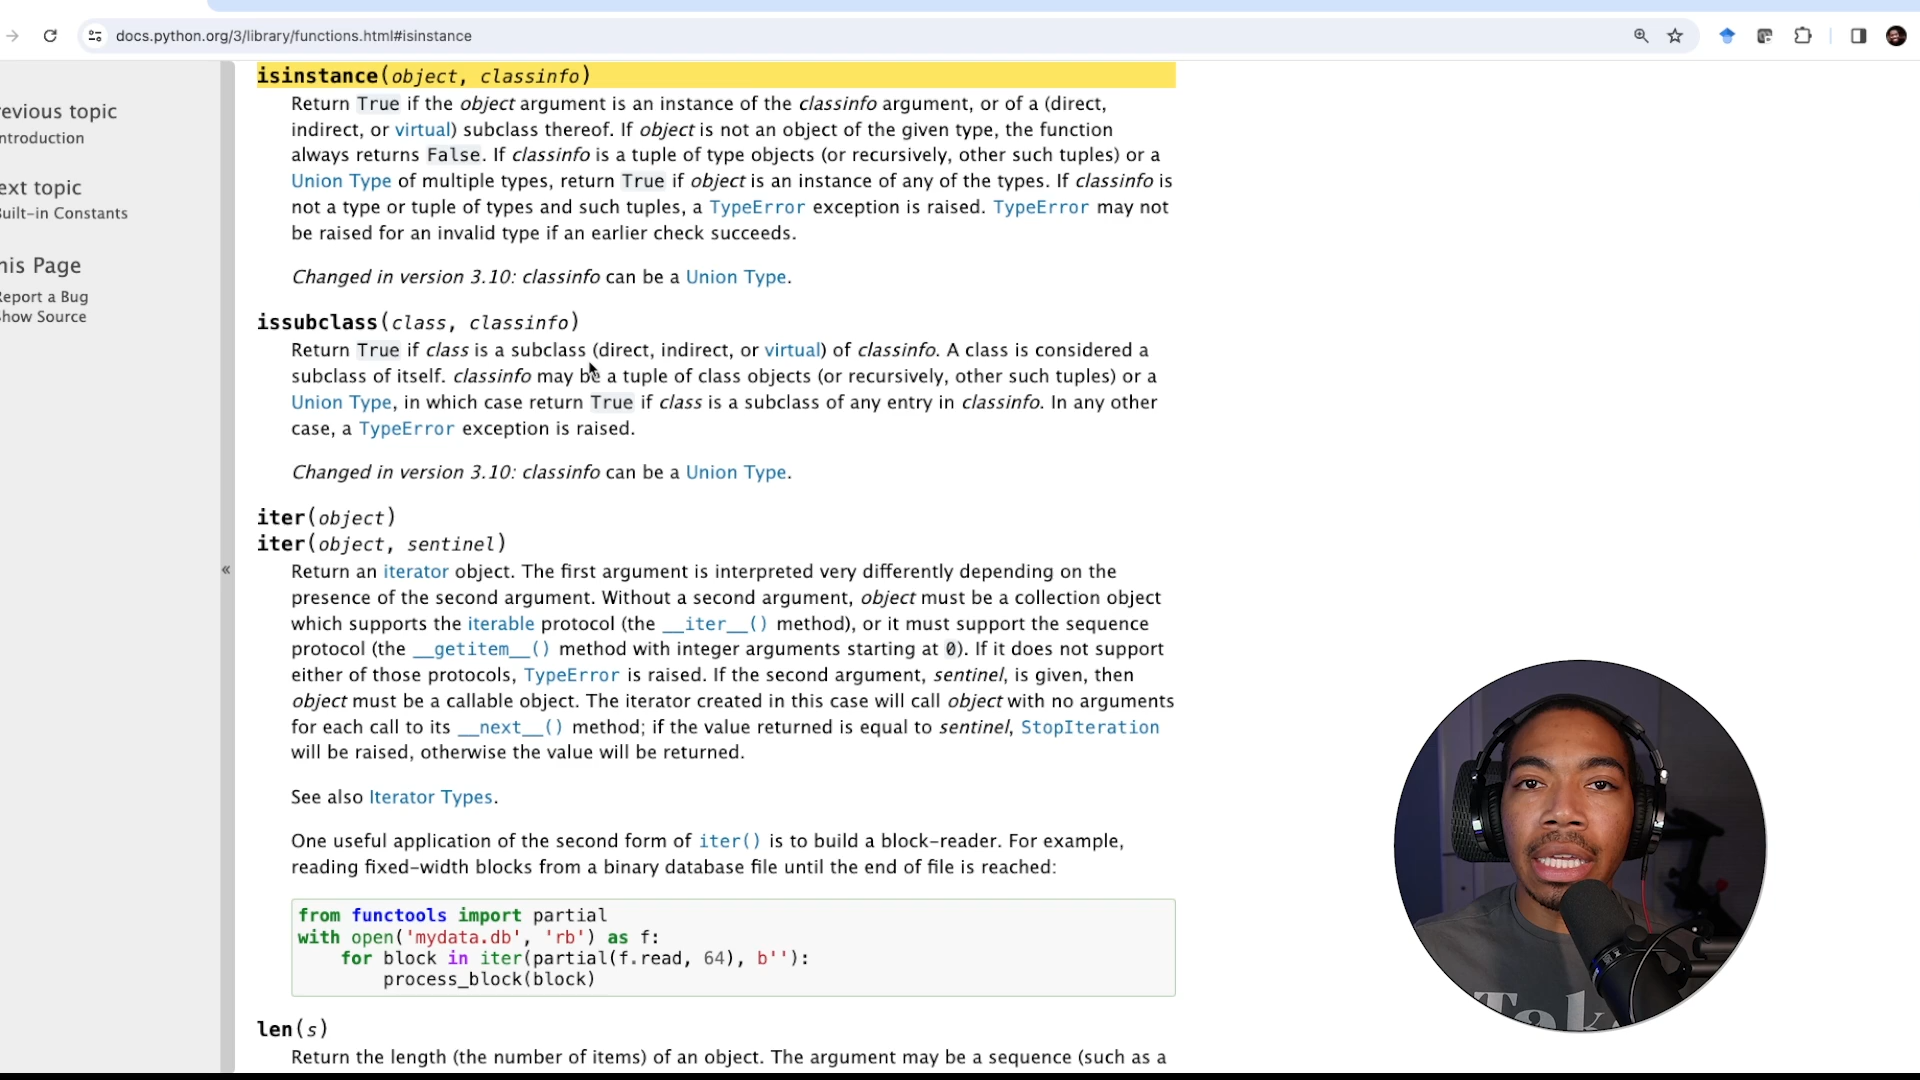 docs.python.org/3/library/functions.html#isinstance
evious topic
ntroduction
ext topic
Built-in Constants
his Page
Report a Bug
Show Source
«
isinstance(object, classinfo)
Return True if the object argument is an instance of the classinfo argument, or of a (direct,
indirect, or virtual) subclass thereof. If object is not an object of the given type, the function
always returns False. If classinfo is a tuple of type objects (or recursively, other such tuples) or a
Union Type of multiple types, return True if object is an instance of any of the types. If classinfo is
not a type or tuple of types and such tuples, a TypeError exception is raised. TypeError may not
be raised for an invalid type if an earlier check succeeds.
Changed in version 3.10: classinfo can be a Union Type.
issubclass(class, classinfo)
Return True if class is a subclass (direct, indirect, or virtual) of classinfo. A class is considered a
subclass of itself. classinfo may be a tuple of class objects (or recursively, other such tuples) or a
Union Type, in which case return True if class is a subclass of any entry in classinfo. In any other
case, a TypeError exception is raised.
Changed in version 3.10: classinfo can be a Union Type.
iter(object)
iter(object, sentinel)
Return an iterator object. The first argument is interpreted very differently depending on the
presence of the second argument. Without a second argument, object must be a collection object
which supports the iterable protocol (the __iter__() method), or it must support the sequence
protocol (the __getitem__() method with integer arguments starting at 0). If it does not support
either of those protocols, TypeError is raised. If the second argument, sentinel, is given, then
object must be a callable object. The iterator created in this case will call object with no arguments
for each call to its __next__() method; if the value returned is equal to sentinel, StopIteration
will be raised, otherwise the value will be returned.
See also Iterator Types.
One useful application of the second form of iter() is to build a block-reader. For example,
reading fixed-width blocks from a binary database file until the end of file is reached:
from functools import partial
with open('mydata.db', 'rb') as f:
    for block in iter(partial(f.read, 64), b''):
        process_block(block)
len(s)
Return the length (the number of items) of an object. The argument may be a sequence (such as a